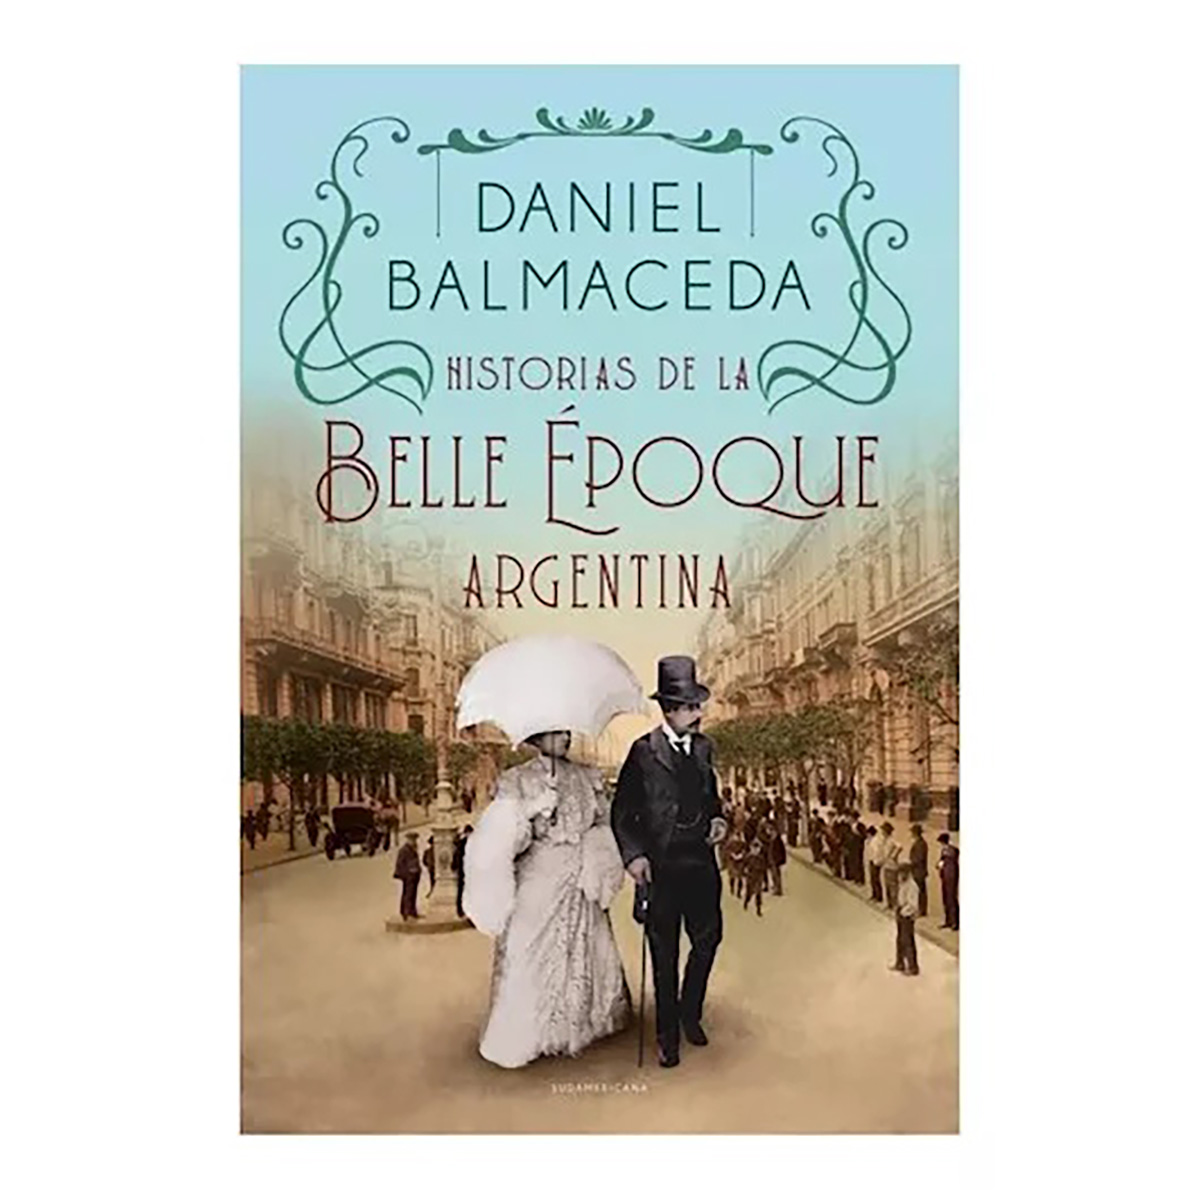 DANIEL
BALMACEDA
HISTORIAS DE LA
BELLE ÉPOQUE
ARGENTINA
SUDAMERICANA